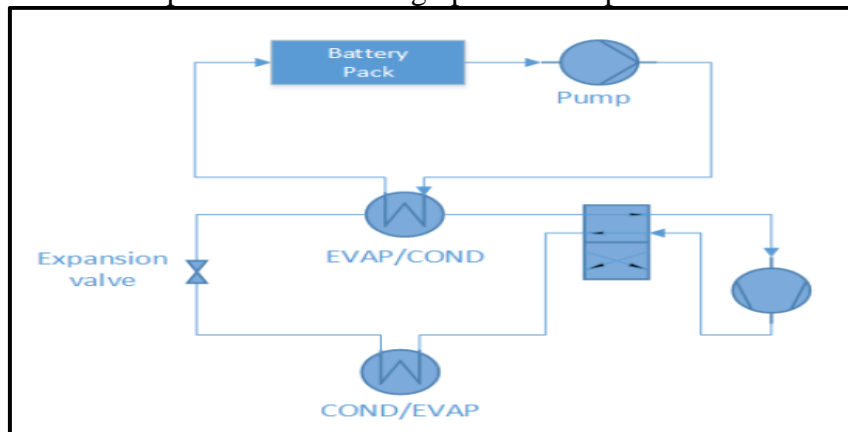 Battery
Pack
Pump
EVAP/COND
Expansion
valve
COND/EVAP